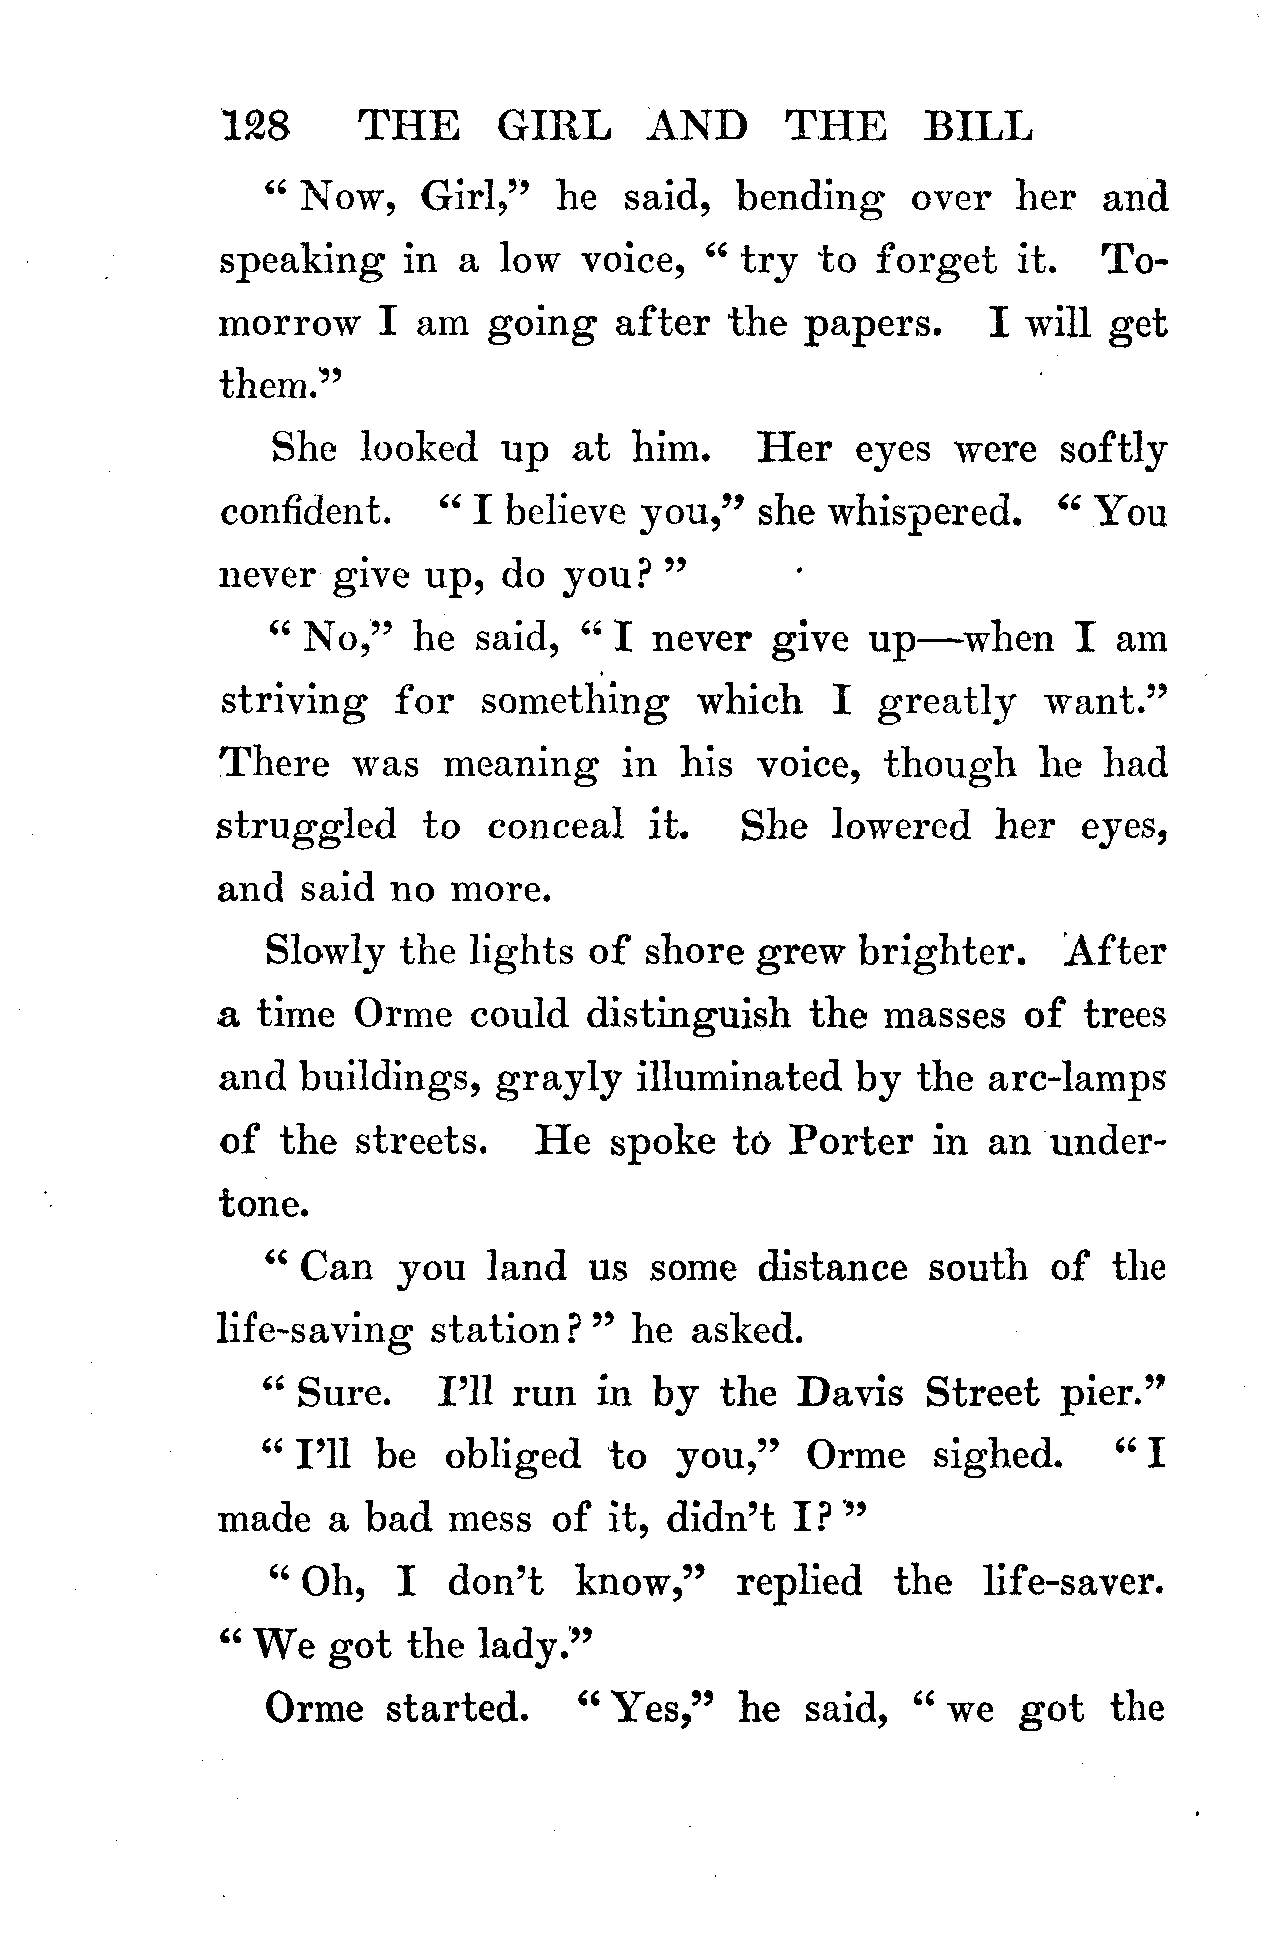 128 THE GIRL AND THE BILL
“ Now, Girl,” he said, bending over her and
speaking in a low voice, “ try to forget it. To-
morrow I am going after the papers. I will get
them.”
She looked up at him. Her eyes were softly
confident. “ I believe you,” she whispered. “ You
never give up, do you? ”
“ No,” he said, “ I never give up—when I am
striving for something which I greatly want.”
There was meaning in his voice, though he had
struggled to conceal it. She lowered her eyes,
and said no more.
Slowly the lights of shore grew brighter. After
a time Orme could distinguish the masses of trees
and buildings, grayly illuminated by the arc-lamps
of the streets. He spoke to Porter in an under-
tone.
“ Can you land us some distance south of the
life-saving station? ” he asked.
“ Sure. I’ll run in by the Davis Street pier.”
“ I’ll be obliged to you,” Orme sighed. “ I
made a bad mess of it, didn’t I? ”
“ Oh, I don’t know,” replied the life-saver.
“ We got the lady.”
Orme started. “ Yes,” he said, “ we got the